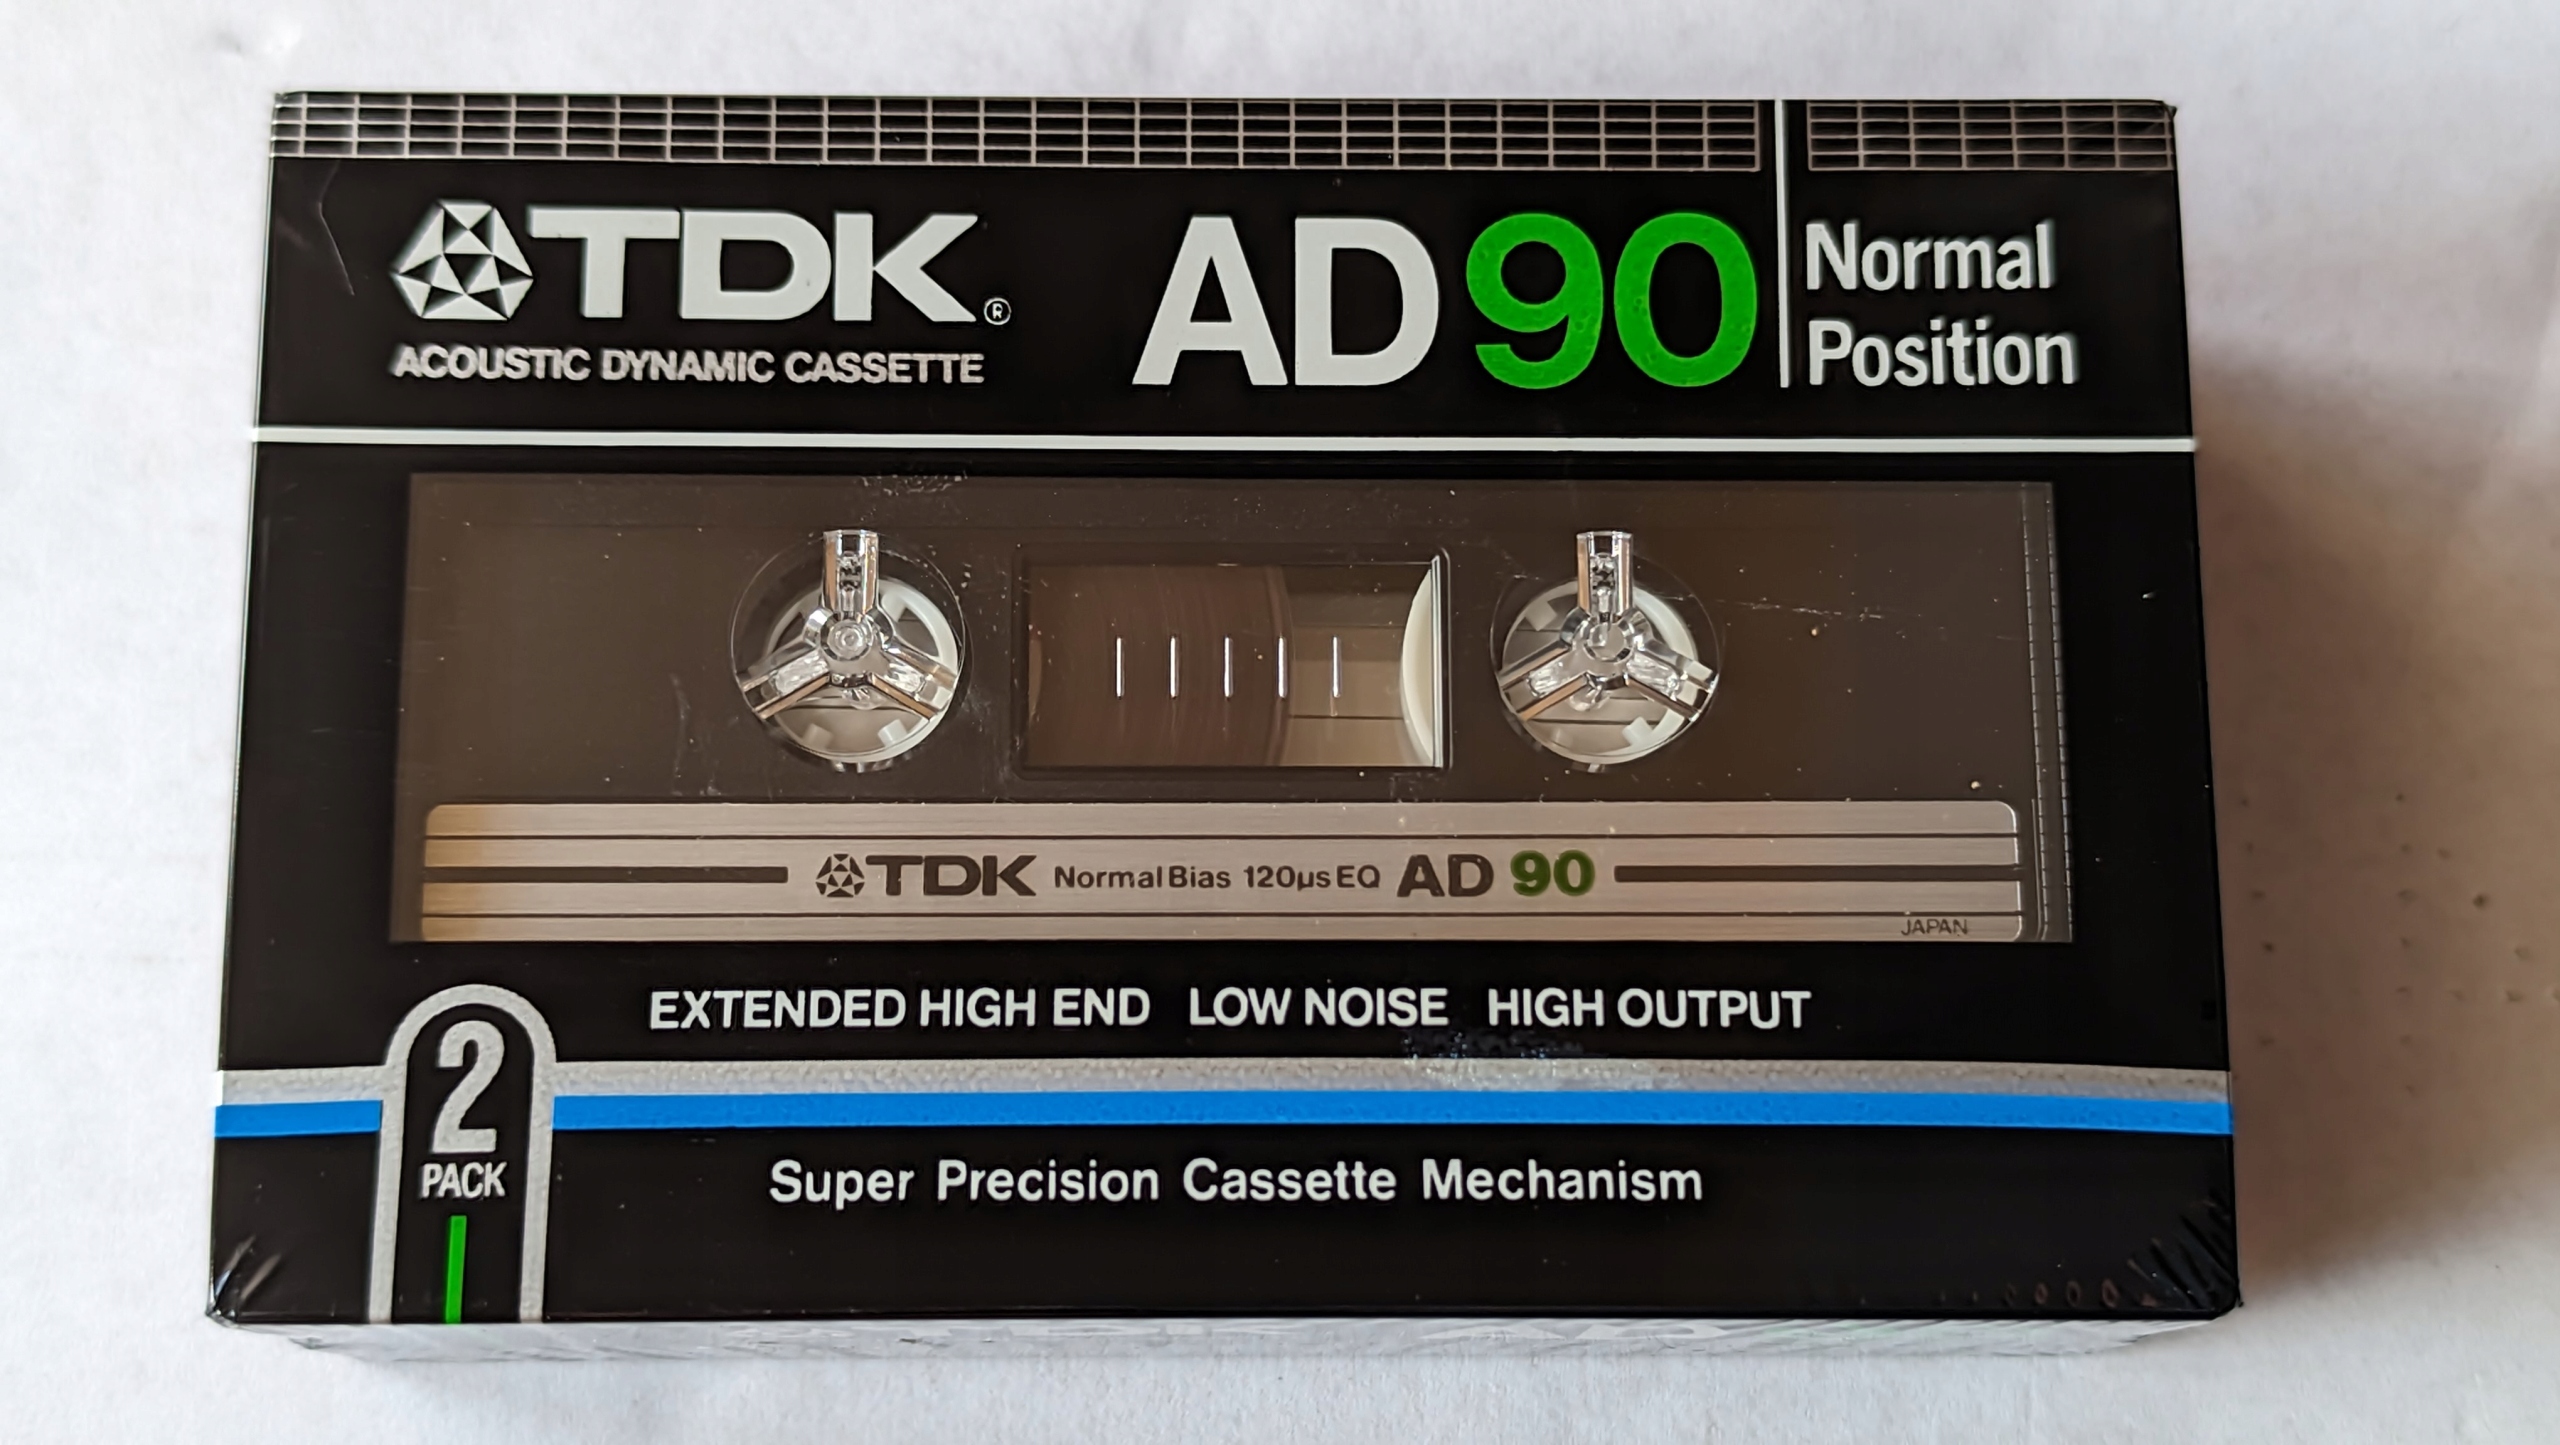 TDK®
AD 90
Normal
Position
ACOUSTIC DYNAMIC CASSETTE
TDK Normal Bias 120µs EQ AD 90
JAPAN
EXTENDED HIGH END LOW NOISE HIGH OUTPUT
2
PACK
Super Precision Cassette Mechanism